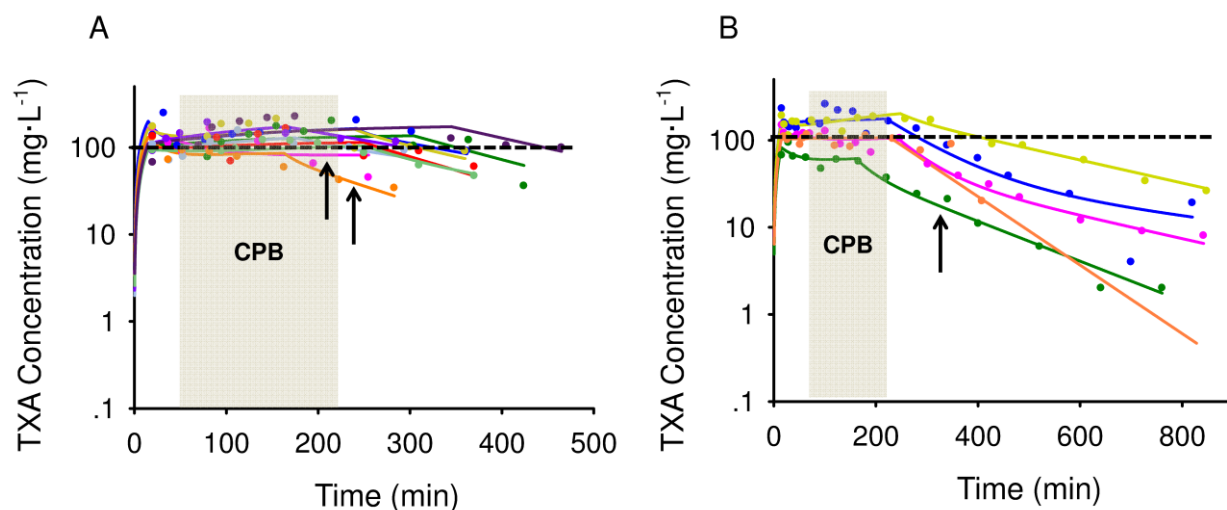 A
B
TXA Concentration (mg·L⁻¹)
100
10
1
.1
CPB
0
100
200
300
400
500
Time (min)
TXA Concentration (mg·L⁻¹)
100
10
1
.1
CPB
0
200
400
600
800
Time (min)